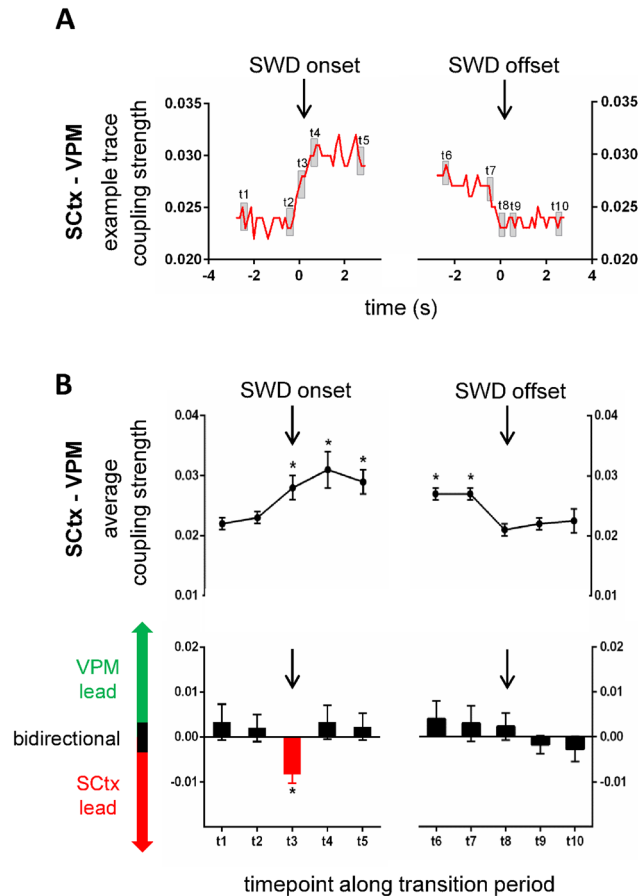 A
SWD onset
SWD offset
SCtx - VPM
example trace
coupling strength
0.035
0.030
0.025
0.020
t1
t2
t3
t4
t5
t6
t7
t8
t9
t10
0.035
0.030
0.025
0.020
-4
-2
0
2
-2
0
2
4
time (s)
B
SWD onset
SWD offset
SCtx - VPM
average
coupling strength
0.04
0.03
0.02
0.01
* * *
* *
0.04
0.03
0.02
0.01
VPM
lead
bidirectional
SCtx
lead
0.02
0.01
0.00
-0.01
*
0.02
0.01
0.00
-0.01
t1 t2 t3 t4 t5
t6 t7 t8 t9 t10
timepoint along transition period